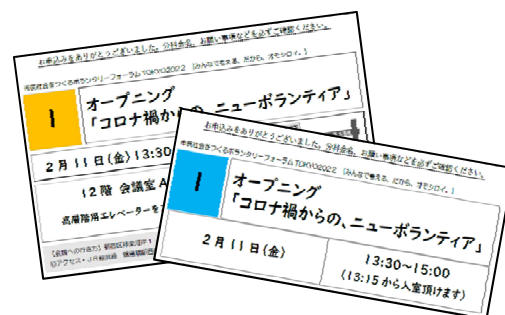 お申込みをありがとうございました。分科会名、お願い事項などを必ずご確認ください。
市民社会をつくるボランタリーフォーラムTOKYO2022 「みんなで考える、だから、オモシロイ。」
1
オープニング
「コロナ禍からの、ニューボランティア」
2月11日(金)13:30
12階 会議室A
高層階用エレベーターを
お申込みをありがとうございました。分科会名、お願い事項などを必ずご確認ください。
市民社会をつくるボランタリーフォーラムTOKYO2022 「みんなで考える、だから、オモシロイ。」
1
オープニング
「コロナ禍からの、ニューボランティア」
2月11日(金)
13:30~15:00
(13:15から入室頂けます)